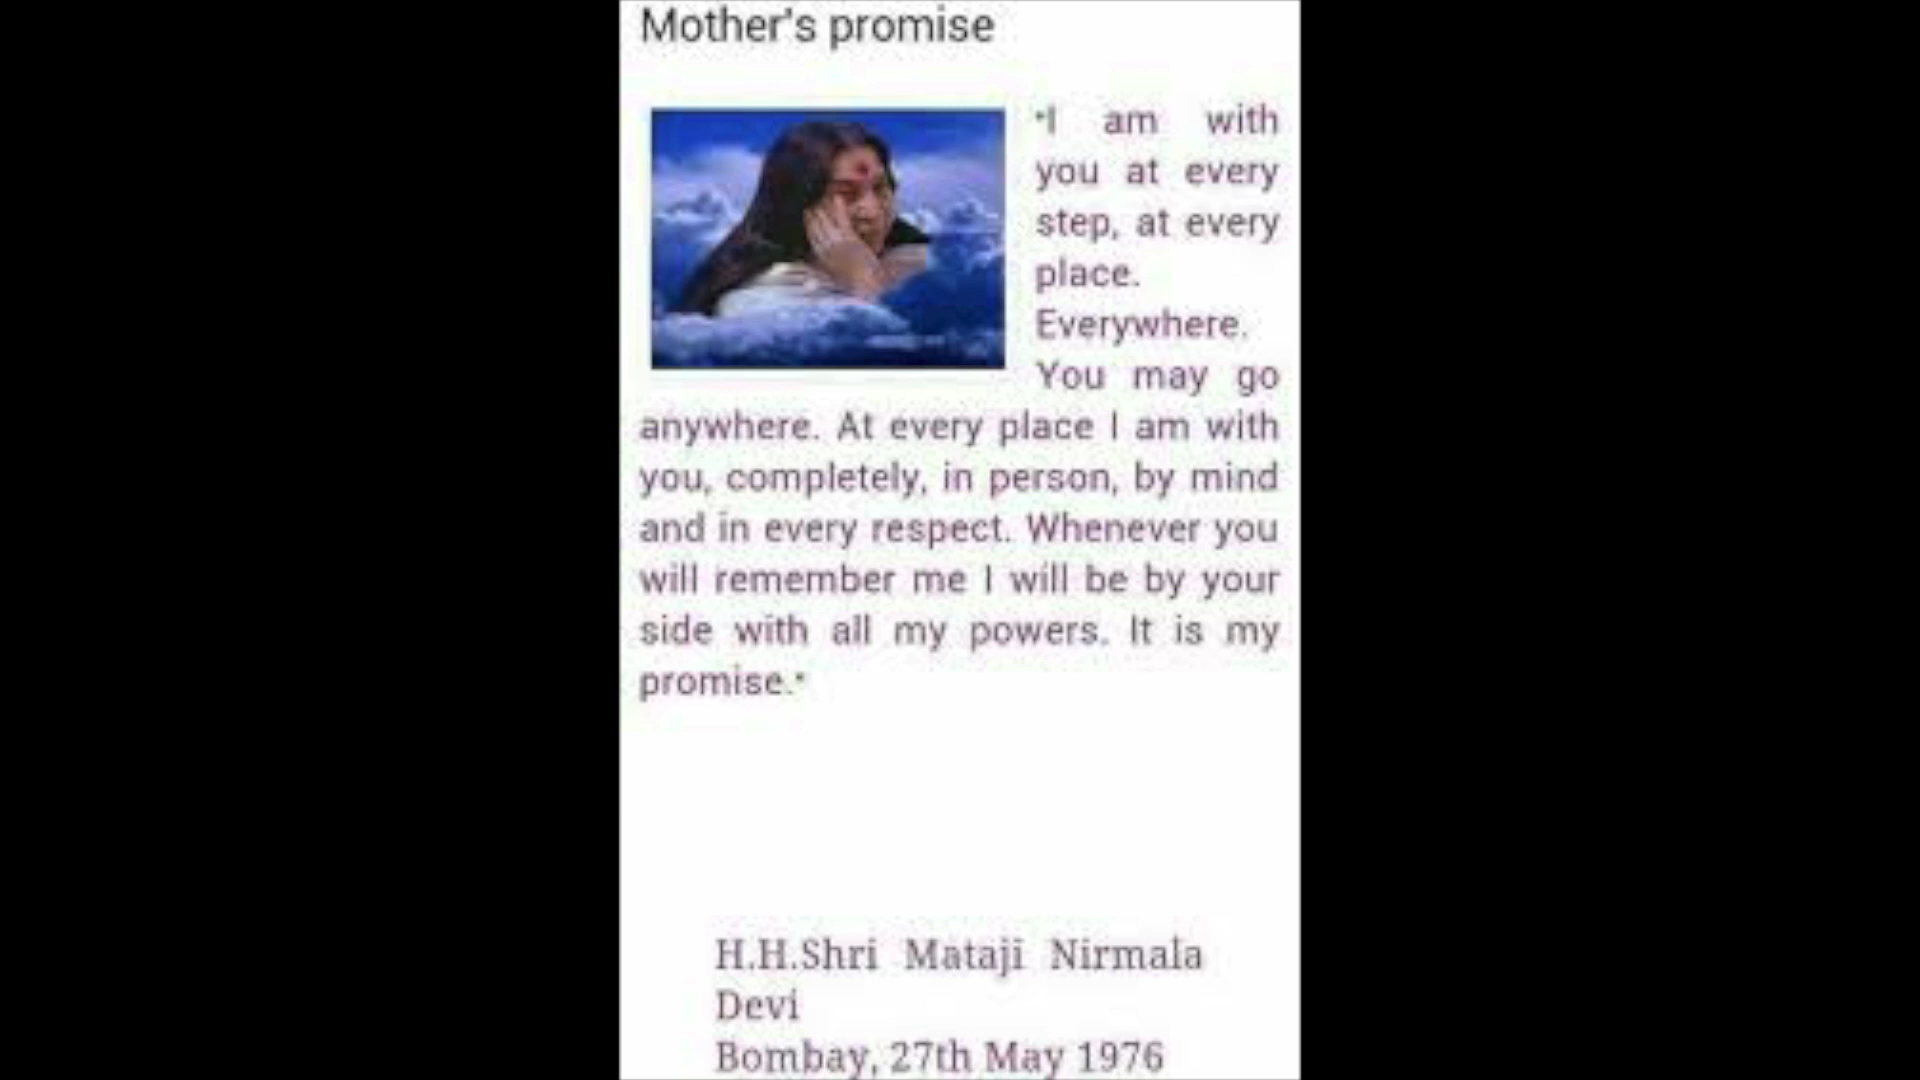 Mother's promise
"I am with
you at every
step, at every
place.
Everywhere.
You may go
anywhere. At every place I am with
you, completely, in person, by mind
and in every respect. Whenever you
will remember me I will be by your
side with all my powers. It is my
promise."
H.H.Shri Mataji Nirmala
Devi
Bombay, 27th May 1976